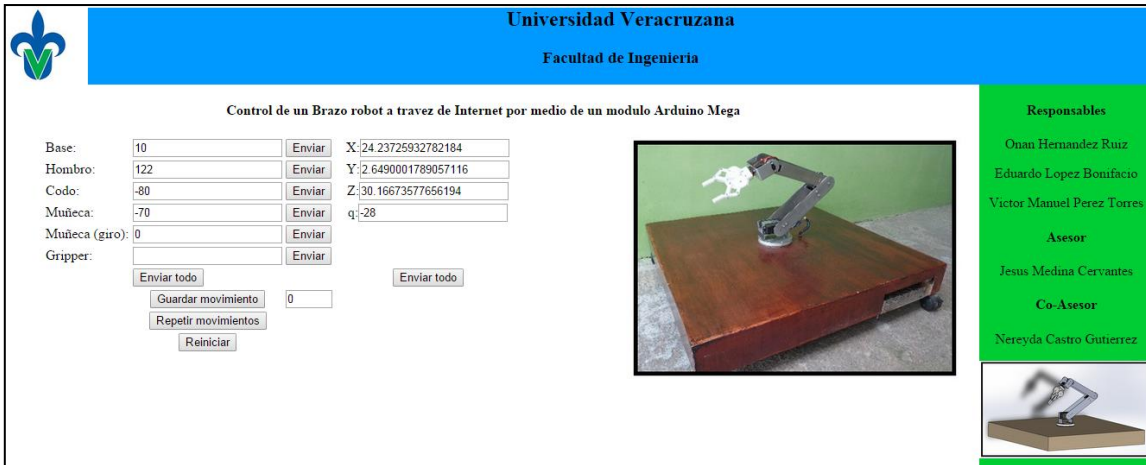 Universidad Veracruzana
Facultad de Ingenieria
Control de un Brazo robot a travez de Internet por medio de un modulo Arduino Mega
Base: 10 Enviar X: 24.23725932782184
Hombro: 122 Enviar Y: 2.6490001789057116
Codo: -80 Enviar Z: 30.16673577656194
Muñeca: -70 Enviar q: -28
Muñeca (giro): 0 Enviar
Gripper: Enviar
Enviar todo Enviar todo
Guardar movimiento 0
Repetir movimientos
Reiniciar
Responsables
Onan Hernandez Ruiz
Eduardo Lopez Bonifacio
Victor Manuel Perez Torres
Asesor
Jesus Medina Cervantes
Co-Asesor
Nereyda Castro Gutierrez